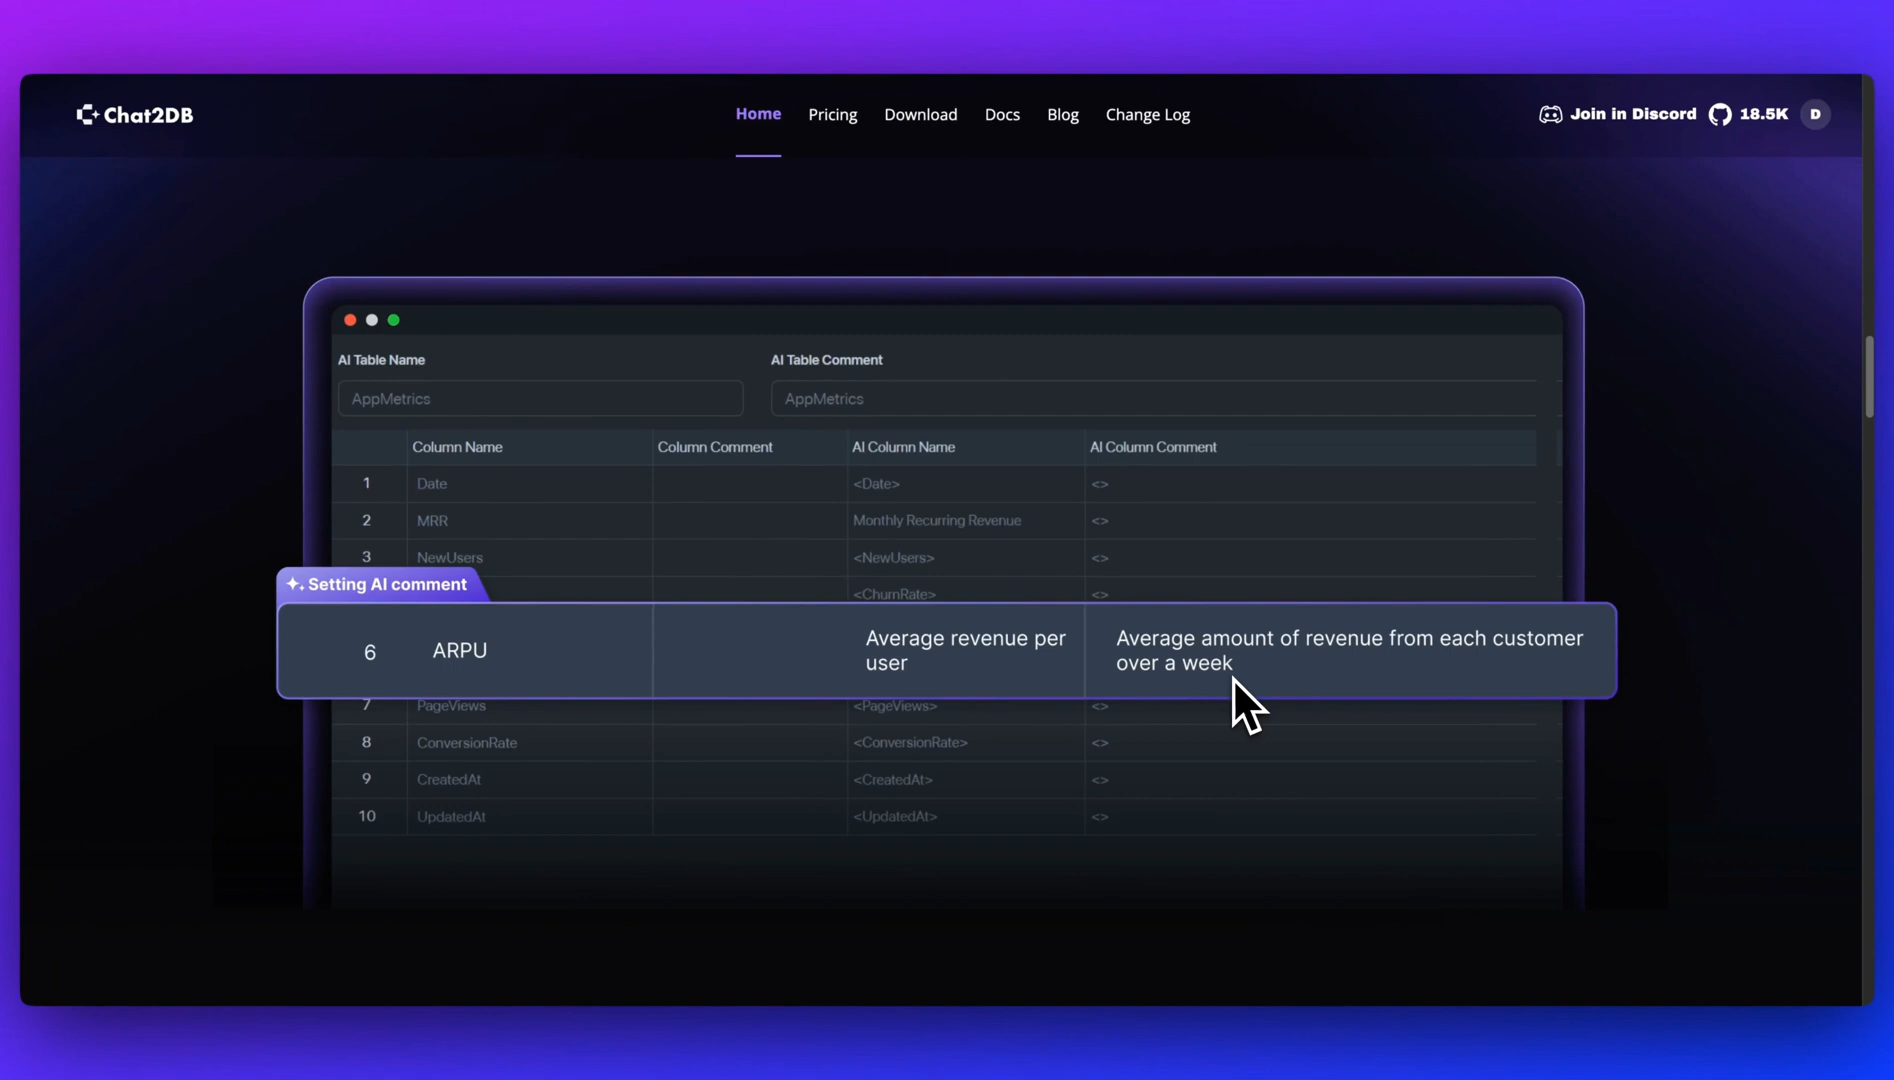 Chat2DB
Home Pricing Download Docs Blog Change Log
Join in Discord 18.5K D
AI Table Name AI Table Comment
AppMetrics AppMetrics
Column Name Column Comment AI Column Name AI Column Comment
1 Date <Date> <>
2 MRR Monthly Recurring Revenue <>
3 NewUsers <NewUsers> <>
Setting AI comment
<ChurnRate> <>
6 ARPU Average revenue per Average amount of revenue from each customer
user over a week
7 PageViews <PageViews> <>
8 ConversionRate <ConversionRate> <>
9 CreatedAt <CreatedAt> <>
10 UpdatedAt <UpdatedAt> <>